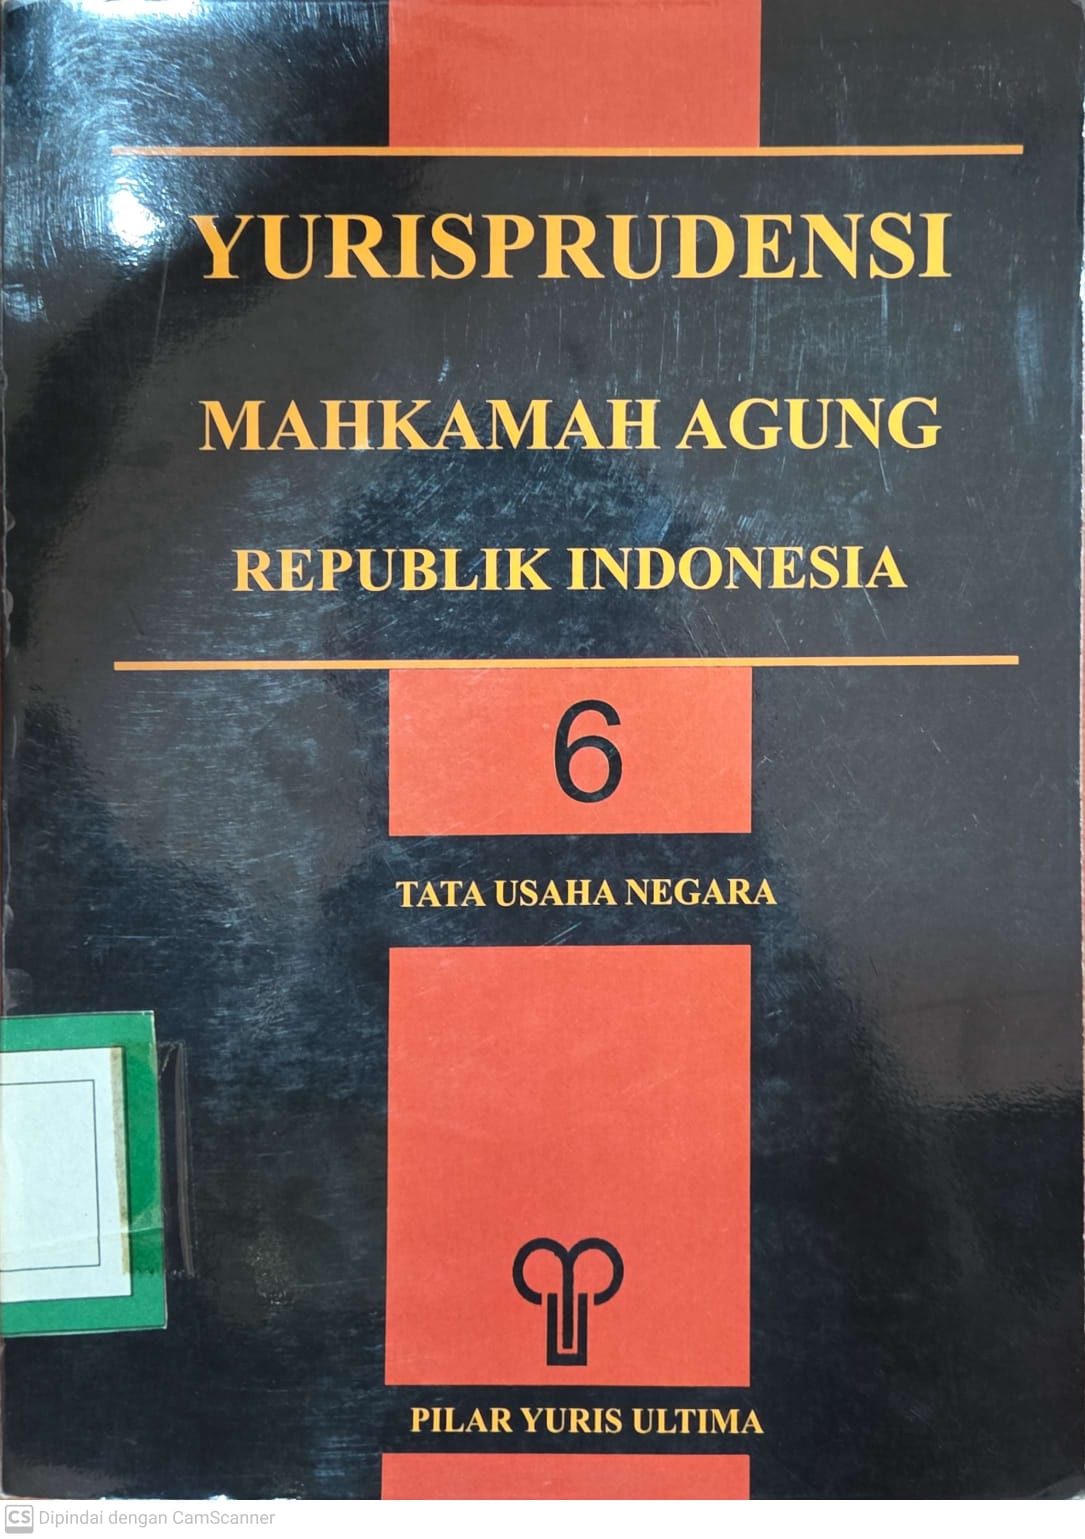 YURISPRUDENSI
MAHKAMAH AGUNG
REPUBLIK INDONESIA
6
TATA USAHA NEGARA
PILAR YURIS ULTIMA
CS Dipindai dengan CamScanner